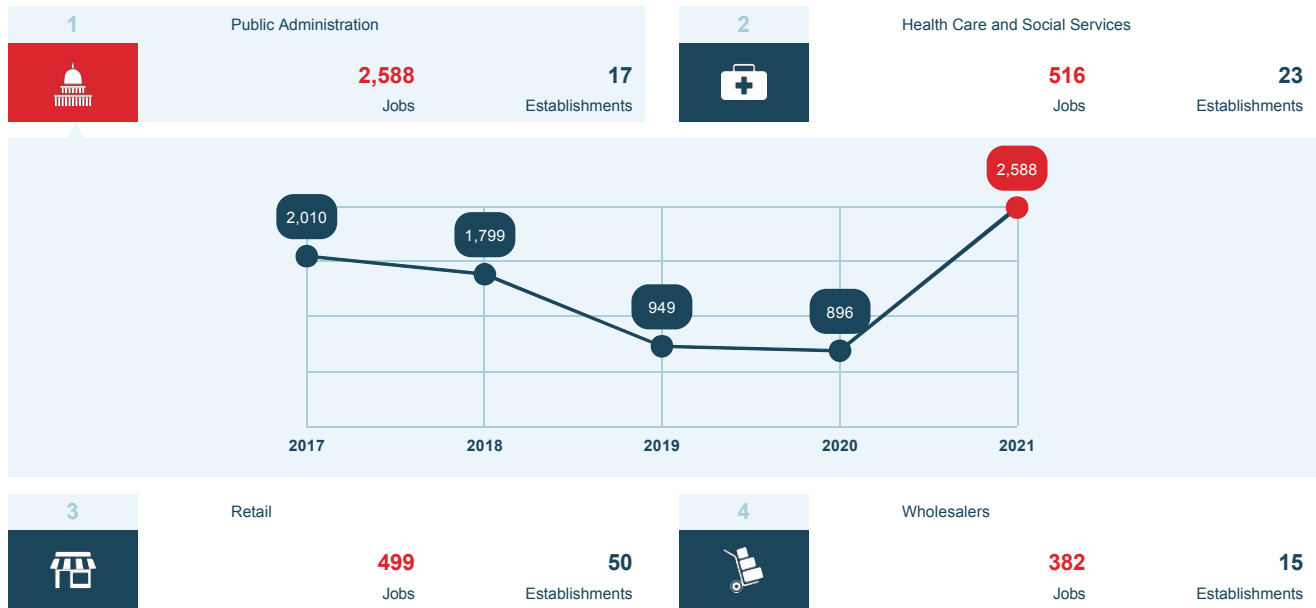 1
Public Administration
2,588
Jobs
17
Establishments
2
Health Care and Social Services
516
Jobs
23
Establishments
2,010
1,799
949
896
2,588
2017
2018
2019
2020
2021
3
Retail
499
Jobs
50
Establishments
4
Wholesalers
382
Jobs
15
Establishments